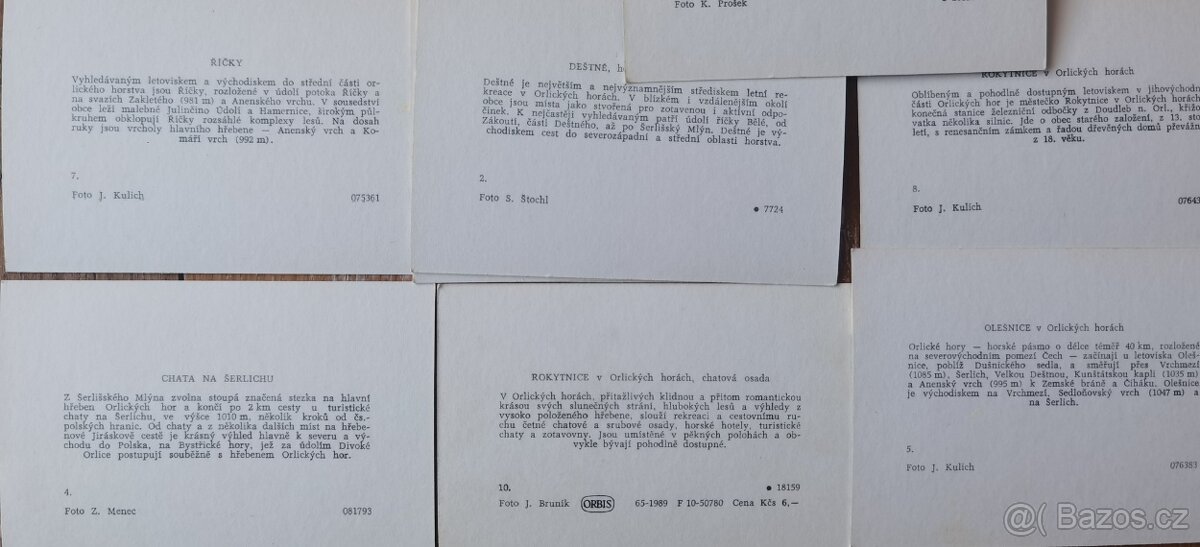 Foto K. Prošek
ŘIČKY
Vyhledávaným letoviskem a východiskem do střední části or-
lického horstva jsou Říčky, rozložené v údolí potoka Říčky a
na svazích Zakletého (981 m) a Anenského vrchu. V sousedství
obce leží malebné Julinčino Údolí a Hamernice, širokým půl-
kruhem obklopují Říčky rozsáhlé komplexy lesů. Na dosah
ruky jsou vrcholy hlavního hřebene — Anenský vrch a Ko-
máří vrch (992 m).
7.
Foto J. Kulich 075361
DEŠTNÉ,
Deštné je největším a nejvýznamnějším střediskem letní re-
kreace v Orlických horách. V blízkém i vzdálenějším okolí
obce jsou místa jako stvořená pro zotavenou i aktivní odpo-
činek. K nejčastěji vyhledávaným patří údolí říčky Bělé, od
Zákoutí, části Deštného, až po Šerlišský Mlýn. Deštné je vý-
chodiskem cest do severozápadní a střední oblasti horstva.
2.
Foto S. Štochl
● 7724
ROKYTNICE v Orlických horách
Oblíbeným a pohodlně dostupným letoviskem v jihovýchodn
části Orlických hor je městečko Rokytnice v Orlických horách
konečná stanice železniční odbočky z Doudleb n. Orl., křižo
vatka několika silnic. Jde o obec starého založení, z 13. sto
letí, s renesančním zámkem a řadou dřevěných domů převážn
z 18. věku.
8.
Foto J. Kulich 07643
CHATA NA ŠERLICHU
Z Šerlišského Mlýna zvolna stoupá značená stezka na hlavní
hřeben Orlických hor a končí po 2 km cesty u turistické
chaty na Šerlichu, ve výšce 1010 m, několik kroků od čs.-
polských hranic. Od chaty a z několika dalších míst na hřebe-
nové Jiráskově cestě je krásný výhled hlavně k severu a vý-
chodu do Polska, na Bystřické hory, jež za údolím Divoké
Orlice postupují souběžně s hřebenem Orlických hor.
4.
Foto Z. Menec 081793
ROKYTNICE v Orlických horách, chatová osada
V Orlických horách, přitažlivých klidnou a přitom romantickou
krásou svých slunečných strání, hlubokých lesů a výhledy z
vysoko položeného hřebene, slouží rekreaci a cestovnímu ru-
ruchu četné chatové a srubové osady, horské hotely, turistické
chaty a zotavovny. Jsou umístěné v pěkných polohách a ob-
vykle bývají pohodlně dostupné.
10. ● 18159
Foto J. Bruník ORBIS 65-1989 F 10-50780 Cena Kčs 6,—
OLEŠNICE v Orlických horách
Orlické hory — horské pásmo o délce téměř 40 km, rozložené
na severovýchodním pomezí Čech — začínají u letoviska Oleš-
nice, poblíž Dušnického sedla, a směřují přes Vrchmezí
(1085 m), Šerlich, Velkou Deštnou, Kunštátskou kapli (1035 m)
a Anenský vrch (995 m) k Zemské bráně a Čiháku. Olešnice
je východiskem na Vrchmezí, Sedloňovský vrch (1047 m) a
na Šerlich.
5.
Foto J. Kulich 076383
@( Bazos.cz